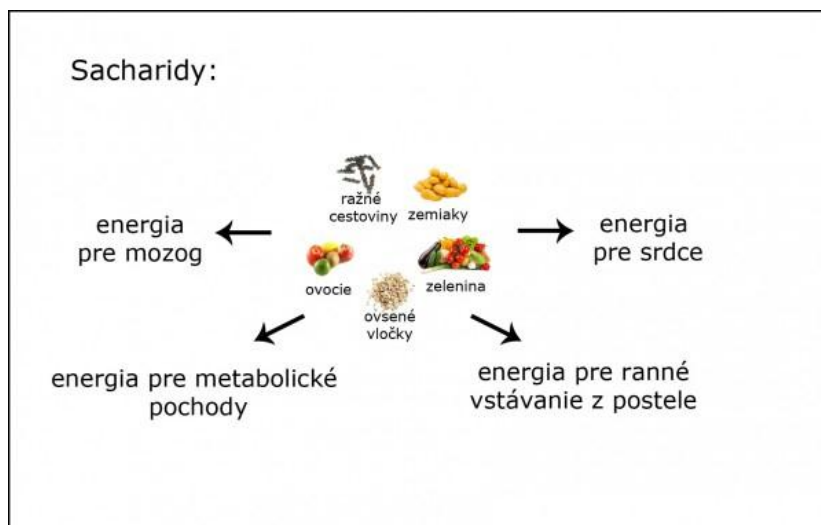 Sacharidy:
ražné
cestoviny
zemiaky
energia
pre mozog
energia
pre srdce
ovocie
zelenina
ovsené
vločky
energia pre metabolické
pochody
energia pre ranné
vstávanie z postele